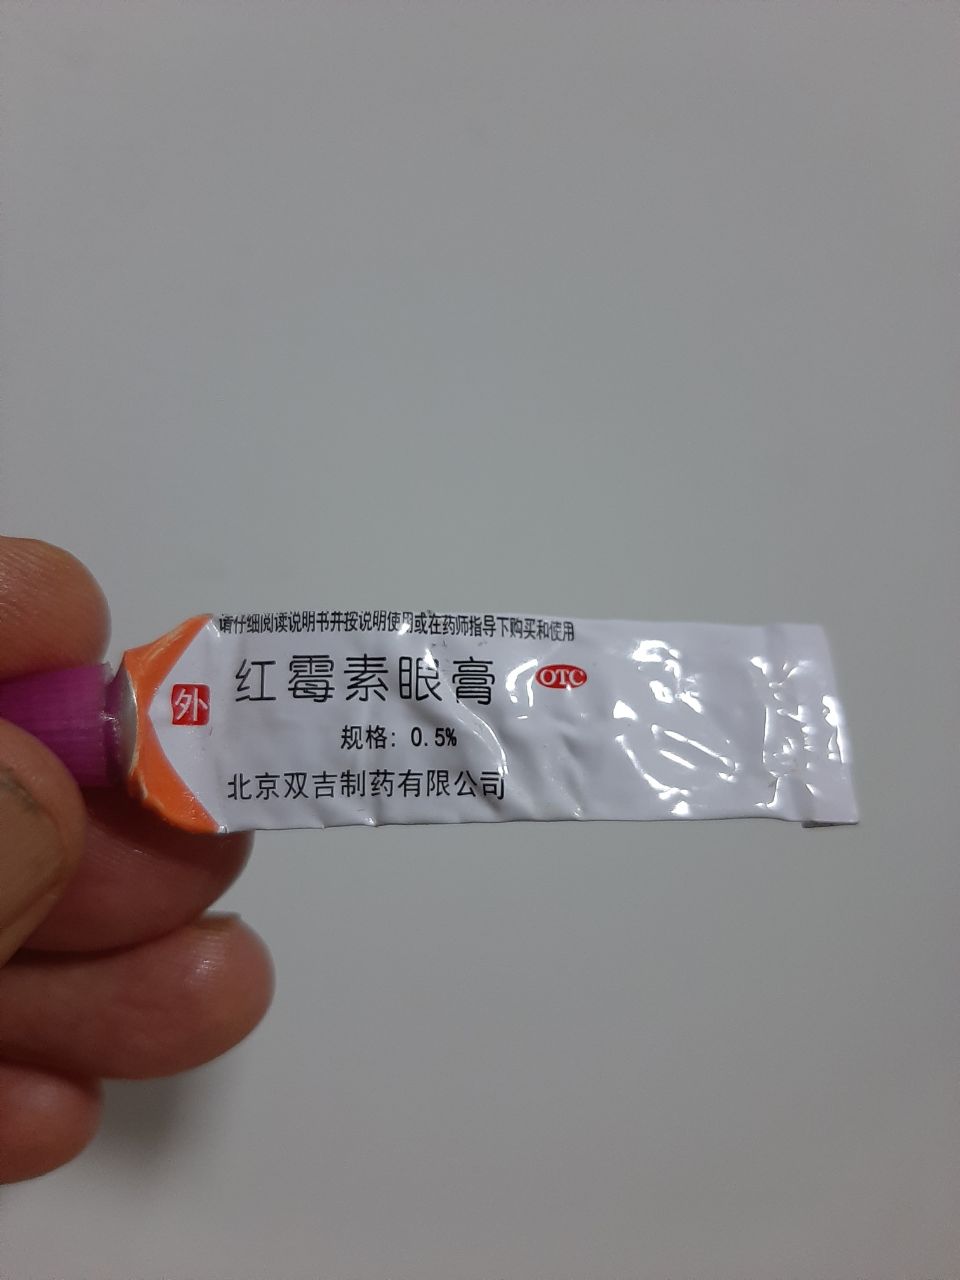 请仔细阅读说明书并按说明使用或在药师指导下购买和使用
外
红霉素眼膏 OTC
规格: 0.5%
北京双吉制药有限公司